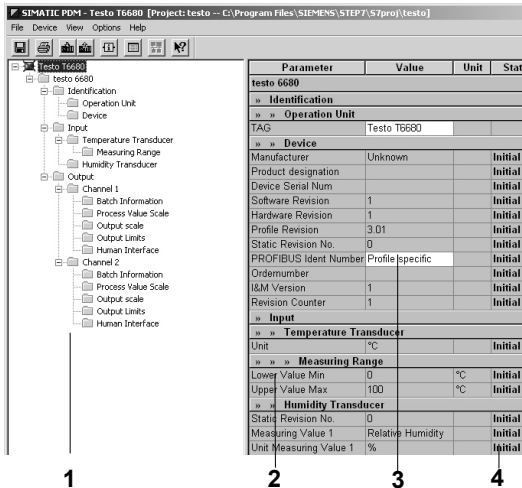 SIMATIC PDM - Testo T6680 [Project: testo -- C:\Program Files\SIEMENS\STEP7\S7proj\testo]
File Device View Options Help
Testo T6680
testo 6680
Identification
Operation Unit
Device
Input
Temperature Transducer
Measuring Range
Humidity Transducer
Output
Channel 1
Batch Information
Process Value Scale
Output scale
Output Limits
Human Interface
Channel 2
Batch Information
Process Value Scale
Output scale
Output Limits
Human Interface
Parameter Value Unit Stat
testo 6680
» Identification
» » Operation Unit
TAG Testo T6680
» » Device
Manufacturer Unknown Initial
Product designation Initial
Device Serial Num Initial
Software Revision 1 Initial
Hardware Revision 1 Initial
Profile Revision 3.01 Initial
Static Revision No. 0 Initial
PROFIBUS Ident Number Profile specific Initial
Ordernumber Initial
I&M Version 1 Initial
Revision Counter 1 Initial
» Input
» » Temperature Transducer
Unit °C Initial
» » » Measuring Range
Lower Value Min 0 °C Initial
Upper Value Max 100 °C Initial
» » Humidity Transducer
Static Revision No. 0 Initial
Measuring Value 1 Relative Humidity Initial
Unit Measuring Value 1 % Initial
1 2 3 4